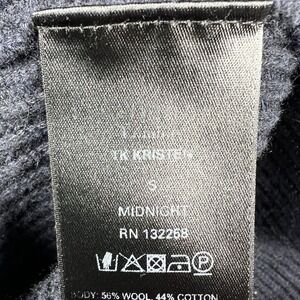 TK KRISTEN
S
MIDNIGHT
RN 132258
BODY: 56% WOOL, 44% COTTON